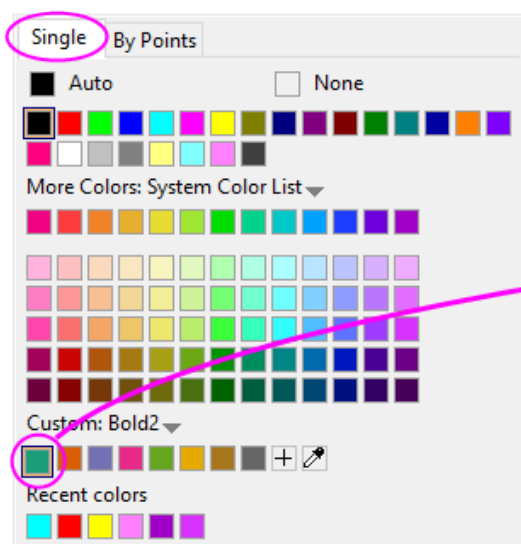 Single By Points
Auto None
More Colors: System Color List
Custom: Bold2
Recent colors